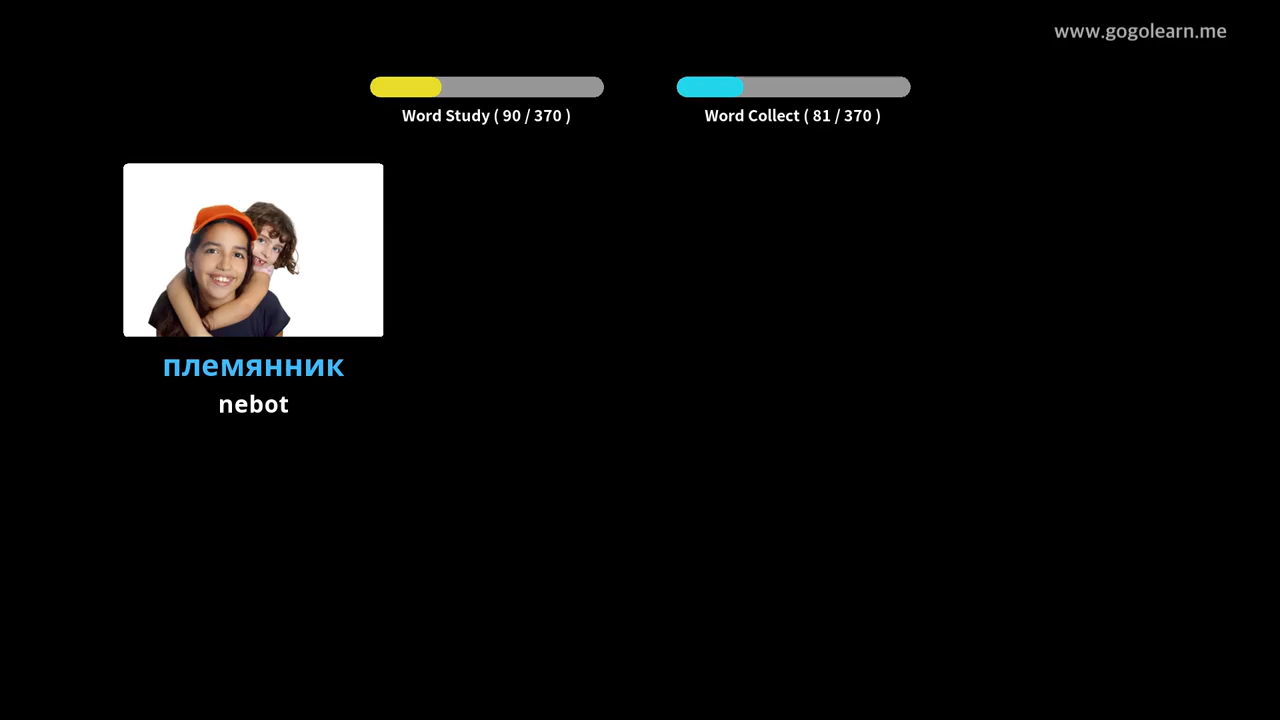 www.gogolearn.me
Word Study ( 90 / 370 )
Word Collect ( 81 / 370 )
племянник
nebot